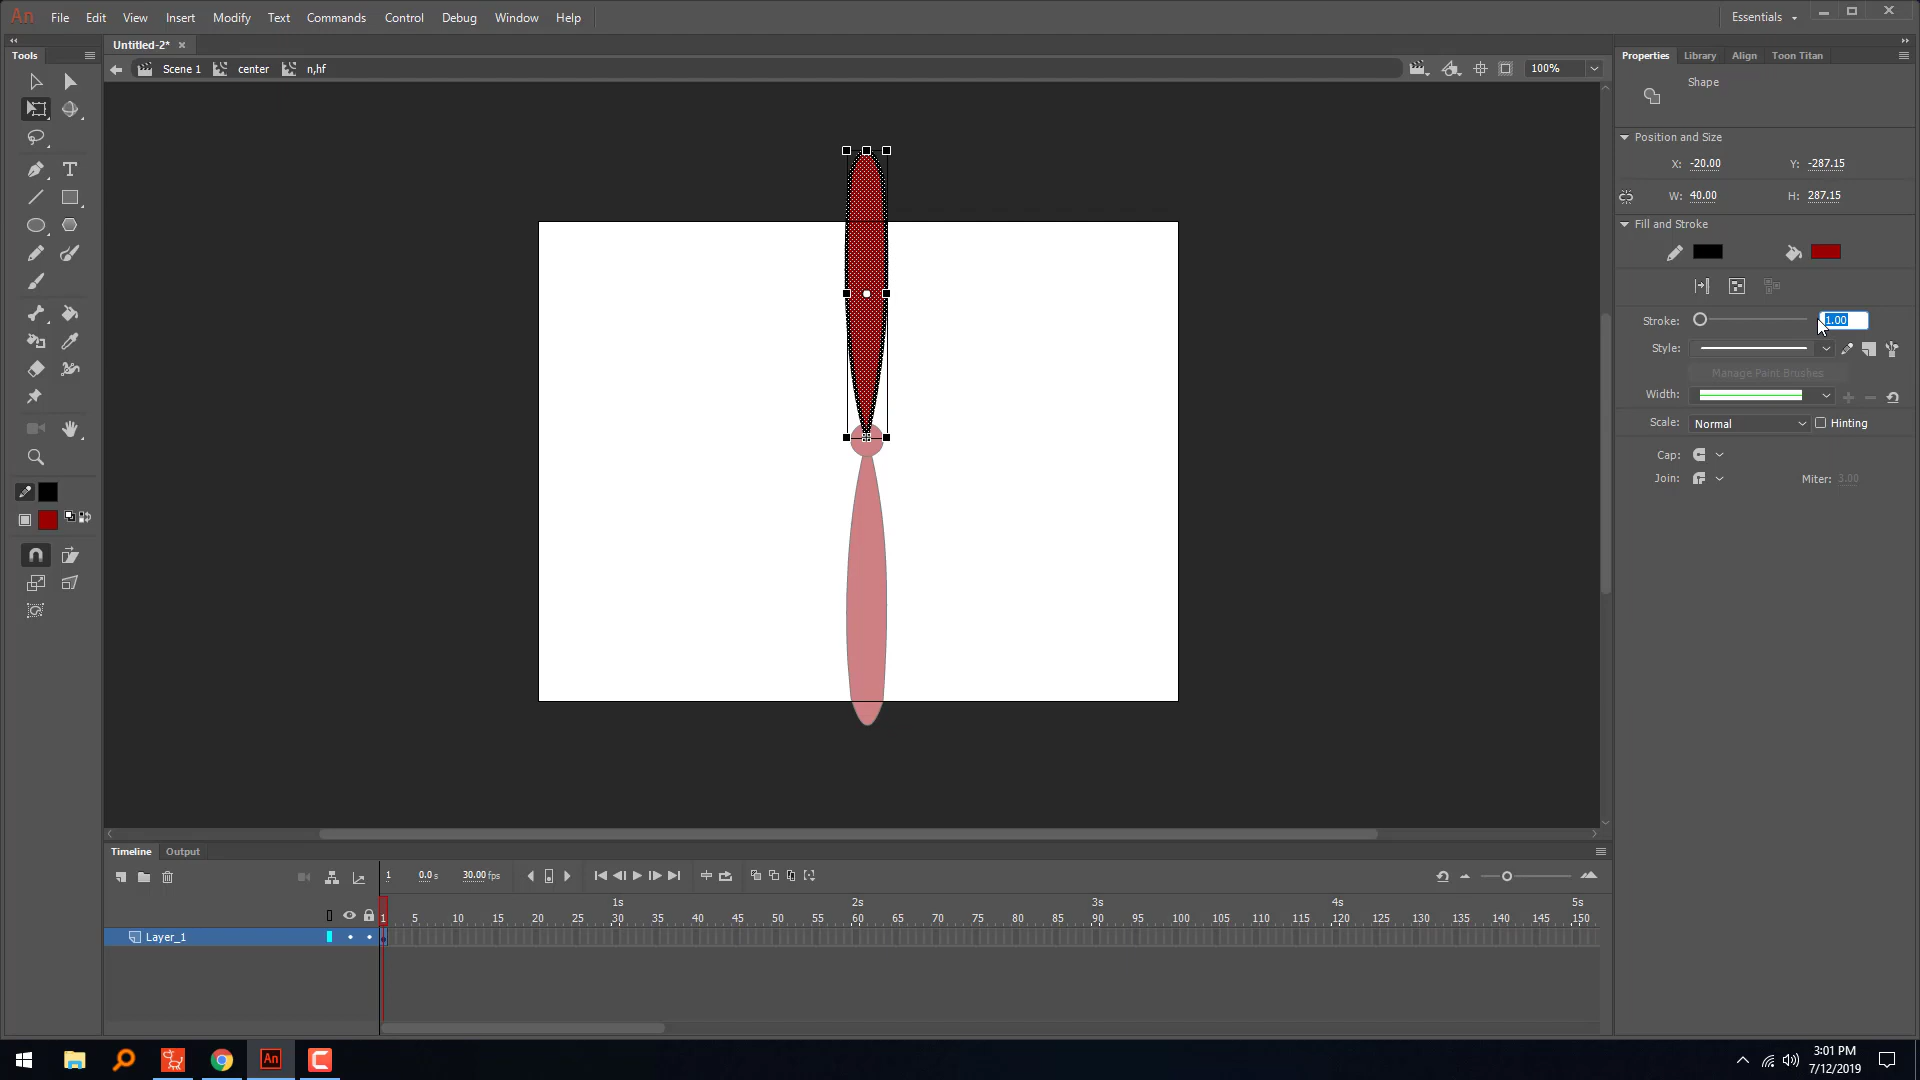 An File Edit View Insert Modify Text Commands Control Debug Window Help Essentials
Tools
Untitled-2* ×
Scene 1 center n,hf 100%
Properties Library Align Toon Titan
Shape
Position and Size
X: -20.00 Y: -287.15
W: 40.00 H: 287.15
Fill and Stroke
Stroke: 1.00
Style:
Manage Paint Brushes
Width:
Scale: Normal Hinting
Cap:
Join: Miter: 3.00
Timeline Output
1 0.0 s 30.00 fps
1s 2s 3s 4s 5s
1 5 10 15 20 25 30 35 40 45 50 55 60 65 70 75 80 85 90 95 100 105 110 115 120 125 130 135 140 145 150
Layer_1
An
3:01 PM
7/12/2019